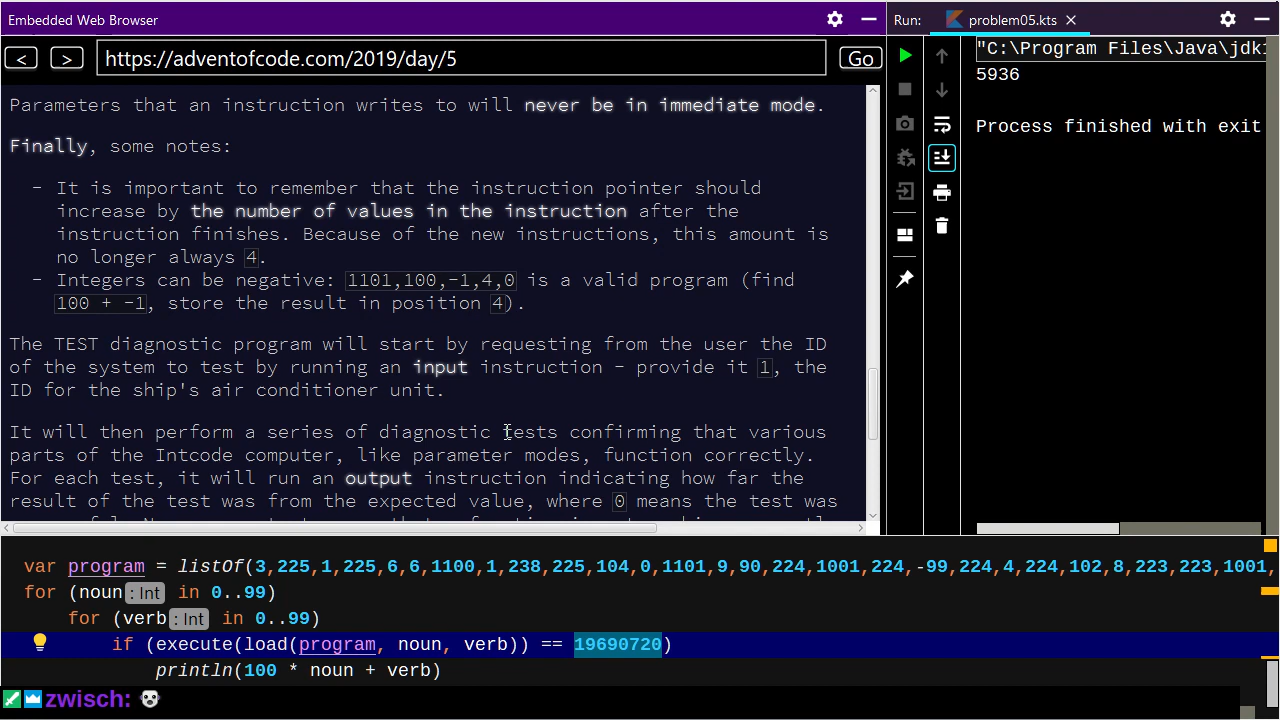 Embedded Web Browser
Run: problem05.kts
< > https://adventofcode.com/2019/day/5 Go
"C:\Program Files\Java\jdk
5936
Process finished with exit
Parameters that an instruction writes to will never be in immediate mode.
Finally, some notes:
- It is important to remember that the instruction pointer should
increase by the number of values in the instruction after the
instruction finishes. Because of the new instructions, this amount is
no longer always 4.
- Integers can be negative: 1101,100,-1,4,0 is a valid program (find
100 + -1, store the result in position 4).
The TEST diagnostic program will start by requesting from the user the ID
of the system to test by running an input instruction - provide it 1, the
ID for the ship's air conditioner unit.
It will then perform a series of diagnostic tests confirming that various
parts of the Intcode computer, like parameter modes, function correctly.
For each test, it will run an output instruction indicating how far the
result of the test was from the expected value, where 0 means the test was
var program = listOf(3,225,1,225,6,6,1100,1,238,225,104,0,1101,9,90,224,1001,224,-99,224,4,224,102,8,223,223,1001,
for (noun: Int in 0..99)
for (verb: Int in 0..99)
if (execute(load(program, noun, verb)) == 19690720)
println(100 * noun + verb)
zwisch: